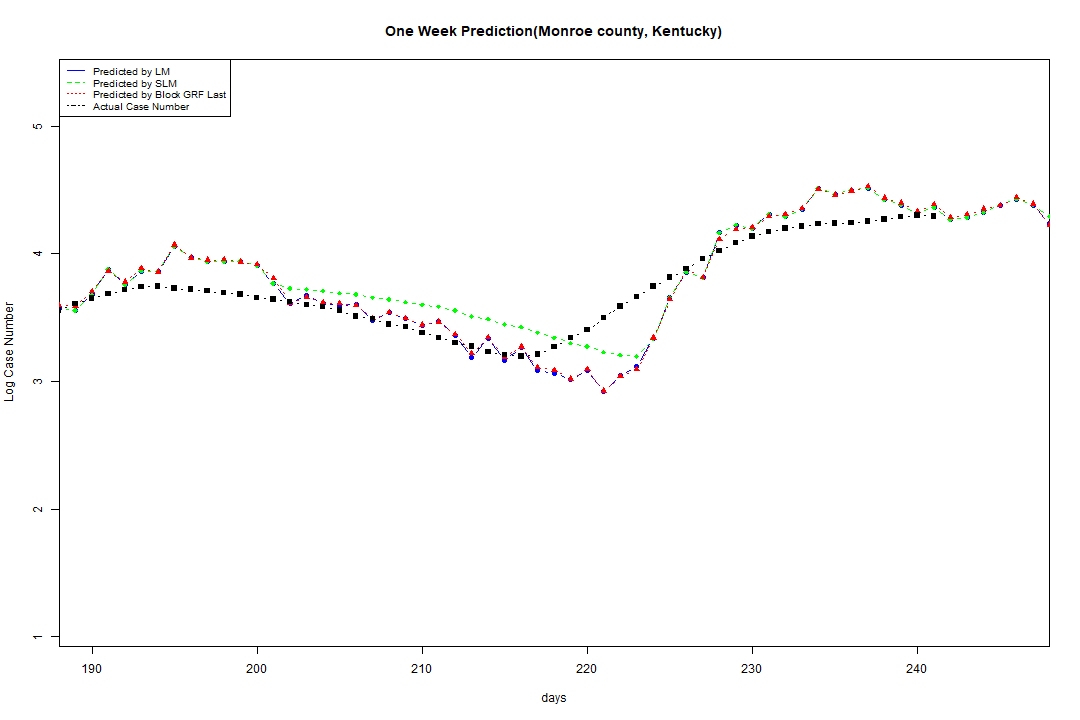 One Week Prediction(Monroe county, Kentucky)
Predicted by LM
Predicted by SLM
Predicted by Block GRF Last
Actual Case Number
5
4
3
2
1
Log Case Number
190 200 210 220 230 240
days